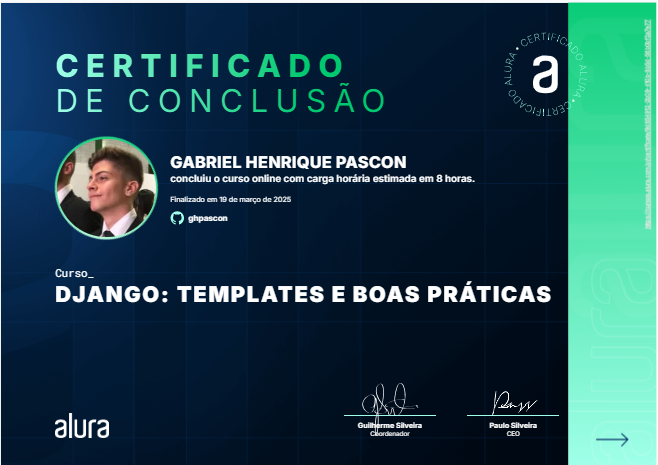 CERTIFICADO
DE CONCLUSÃO
CERTIFICADO ALURA • CERTIFICADO ALURA •
a
GABRIEL HENRIQUE PASCON
concluiu o curso online com carga horária estimada em 8 horas.
Finalizado em 19 de março de 2025
ghpascon
Curso_
DJANGO: TEMPLATES E BOAS PRÁTICAS
Guilherme Silveira
Coordenador
Paulo Silveira
CEO
alura
alura